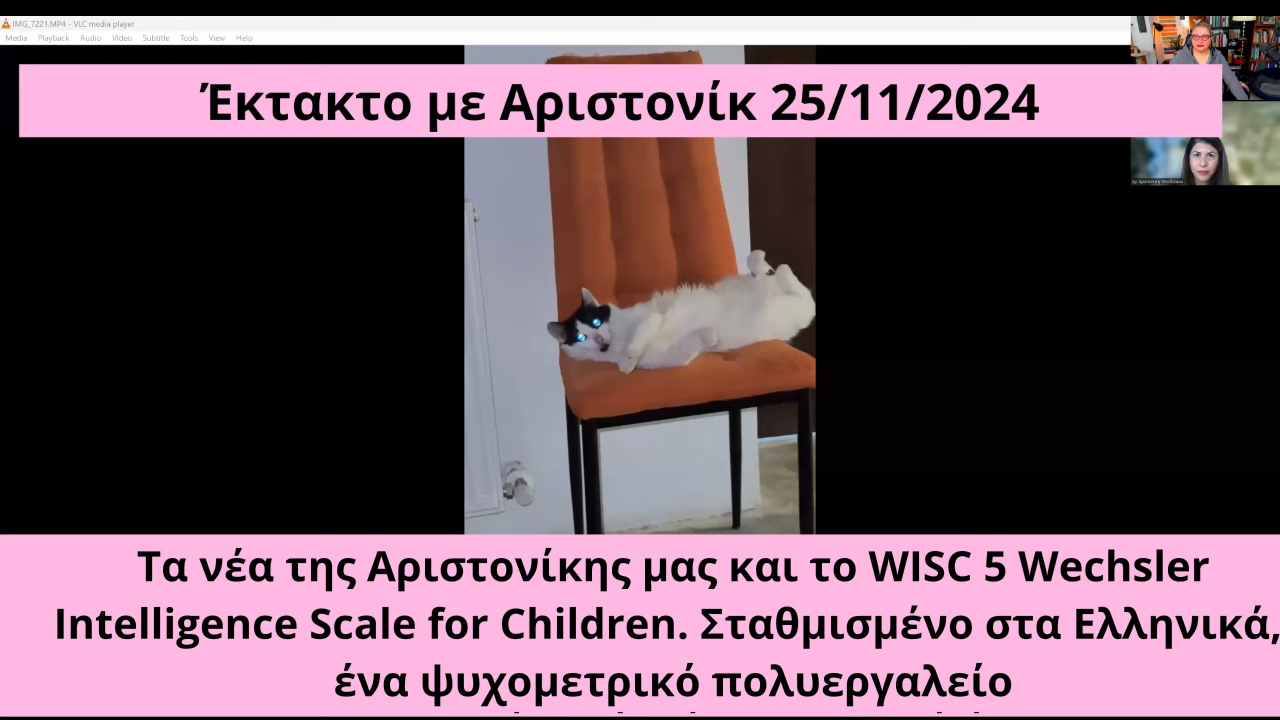 IMG_7221.MP4 - VLC media player
Media Playback Audio Video Subtitle Tools View Help
Έκτακτο με Αριστονίκ 25/11/2024
Τα νέα της Αριστονίκης μας και το WISC 5 Wechsler
Intelligence Scale for Children. Σταθμισμένο στα Ελληνικά,
ένα ψυχομετρικό πολυεργαλείο